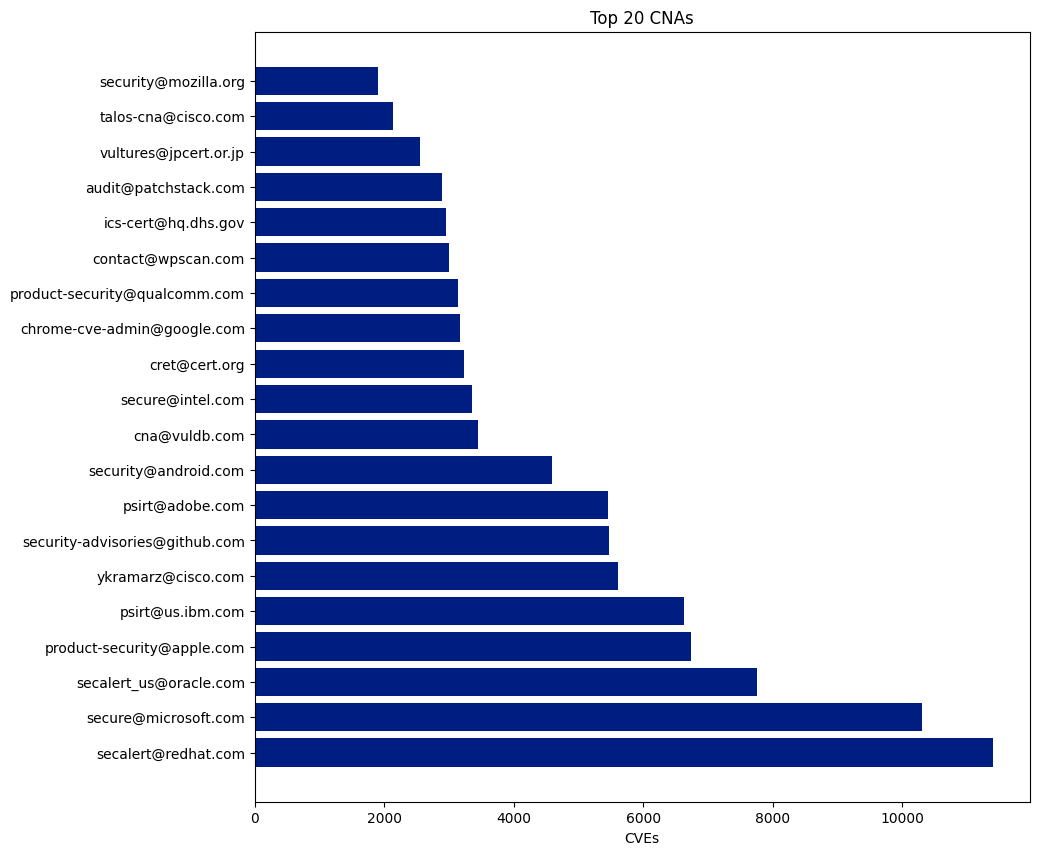 Top 20 CNAs
security@mozilla.org
talos-cna@cisco.com
vultures@jpcert.or.jp
audit@patchstack.com
ics-cert@hq.dhs.gov
contact@wpscan.com
product-security@qualcomm.com
chrome-cve-admin@google.com
cret@cert.org
secure@intel.com
cna@vuldb.com
security@android.com
psirt@adobe.com
security-advisories@github.com
ykramarz@cisco.com
psirt@us.ibm.com
product-security@apple.com
secalert_us@oracle.com
secure@microsoft.com
secalert@redhat.com
0 2000 4000 6000 8000 10000
CVEs